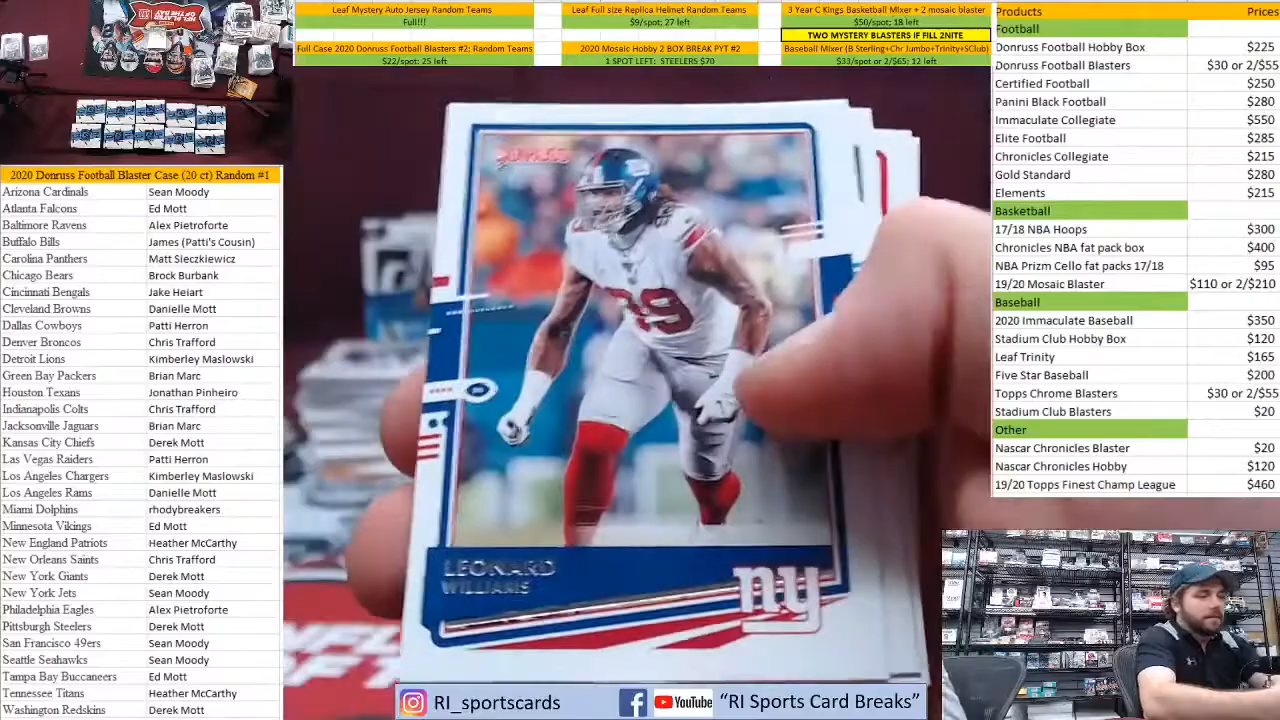 Leaf Mystery Auto Jersey Random Teams
Full!!!
Leaf Full size Replica Helmet Random Teams
$9/spot; 27 left
3 Year C Kings Basketball Mixer + 2 mosaic blaster
$50/spot; 18 left
TWO MYSTERY BLASTERS IF FILL 2NITE
Full Case 2020 Donruss Football Blasters #2; Random Teams
$22/spot: 25 left
2020 Mosaic Hobby 2 BOX BREAK PYT #2
1 SPOT LEFT: STEELERS $70
Baseball Mixer (B Sterling+Chr Jumbo+Trinity+SClub)
$33/spot or 2/$65; 12 left
Products Prices
Football
Donruss Football Hobby Box $225
Donruss Football Blasters $30 or 2/$55
Certified Football $250
Panini Black Football $280
Immaculate Collegiate $550
Elite Football $285
Chronicles Collegiate $215
Gold Standard $280
Elements $215
Basketball
17/18 NBA Hoops $300
Chronicles NBA fat pack box $400
NBA Prizm Cello fat packs 17/18 $95
19/20 Mosaic Blaster $110 or 2/$210
Baseball
2020 Immaculate Baseball $350
Stadium Club Hobby Box $120
Leaf Trinity $165
Five Star Baseball $200
Topps Chrome Blasters $30 or 2/$55
Stadium Club Blasters $20
Other
Nascar Chronicles Blaster $20
Nascar Chronicles Hobby $120
19/20 Topps Finest Champ League $460
2020 Donruss Football Blaster Case (20 ct) Random #1
Arizona Cardinals Sean Moody
Atlanta Falcons Ed Mott
Baltimore Ravens Alex Pietroforte
Buffalo Bills James (Patti's Cousin)
Carolina Panthers Matt Sieczkiewicz
Chicago Bears Brock Burbank
Cincinnati Bengals Jake Heiart
Cleveland Browns Danielle Mott
Dallas Cowboys Patti Herron
Denver Broncos Chris Trafford
Detroit Lions Kimberley Maslowski
Green Bay Packers Brian Marc
Houston Texans Jonathan Pinheiro
Indianapolis Colts Chris Trafford
Jacksonville Jaguars Brian Marc
Kansas City Chiefs Derek Mott
Las Vegas Raiders Patti Herron
Los Angeles Chargers Kimberley Maslowski
Los Angeles Rams Danielle Mott
Miami Dolphins rhodybreakers
Minnesota Vikings Ed Mott
New England Patriots Heather McCarthy
New Orleans Saints Chris Trafford
New York Giants Derek Mott
New York Jets Sean Moody
Philadelphia Eagles Alex Pietroforte
Pittsburgh Steelers Derek Mott
San Francisco 49ers Sean Moody
Seattle Seahawks Sean Moody
Tampa Bay Buccaneers Ed Mott
Tennessee Titans Heather McCarthy
Washington Redskins Derek Mott
Donruss
99
LEONARD
WILLIAMS
ny
RI_sportscards
YouTube
"RI Sports Card Breaks"